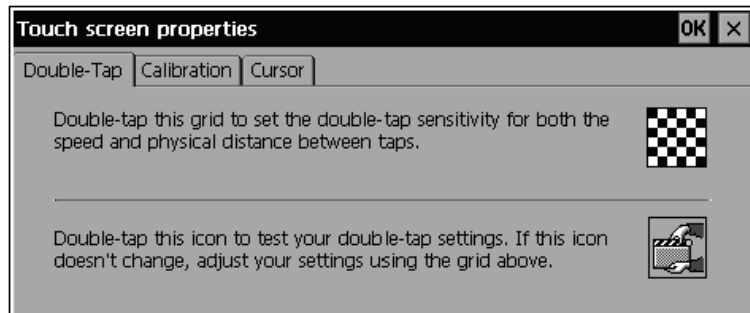 Touch screen properties OK ×
Double-Tap Calibration Cursor
Double-tap this grid to set the double-tap sensitivity for both the
speed and physical distance between taps.
Double-tap this icon to test your double-tap settings. If this icon
doesn't change, adjust your settings using the grid above.